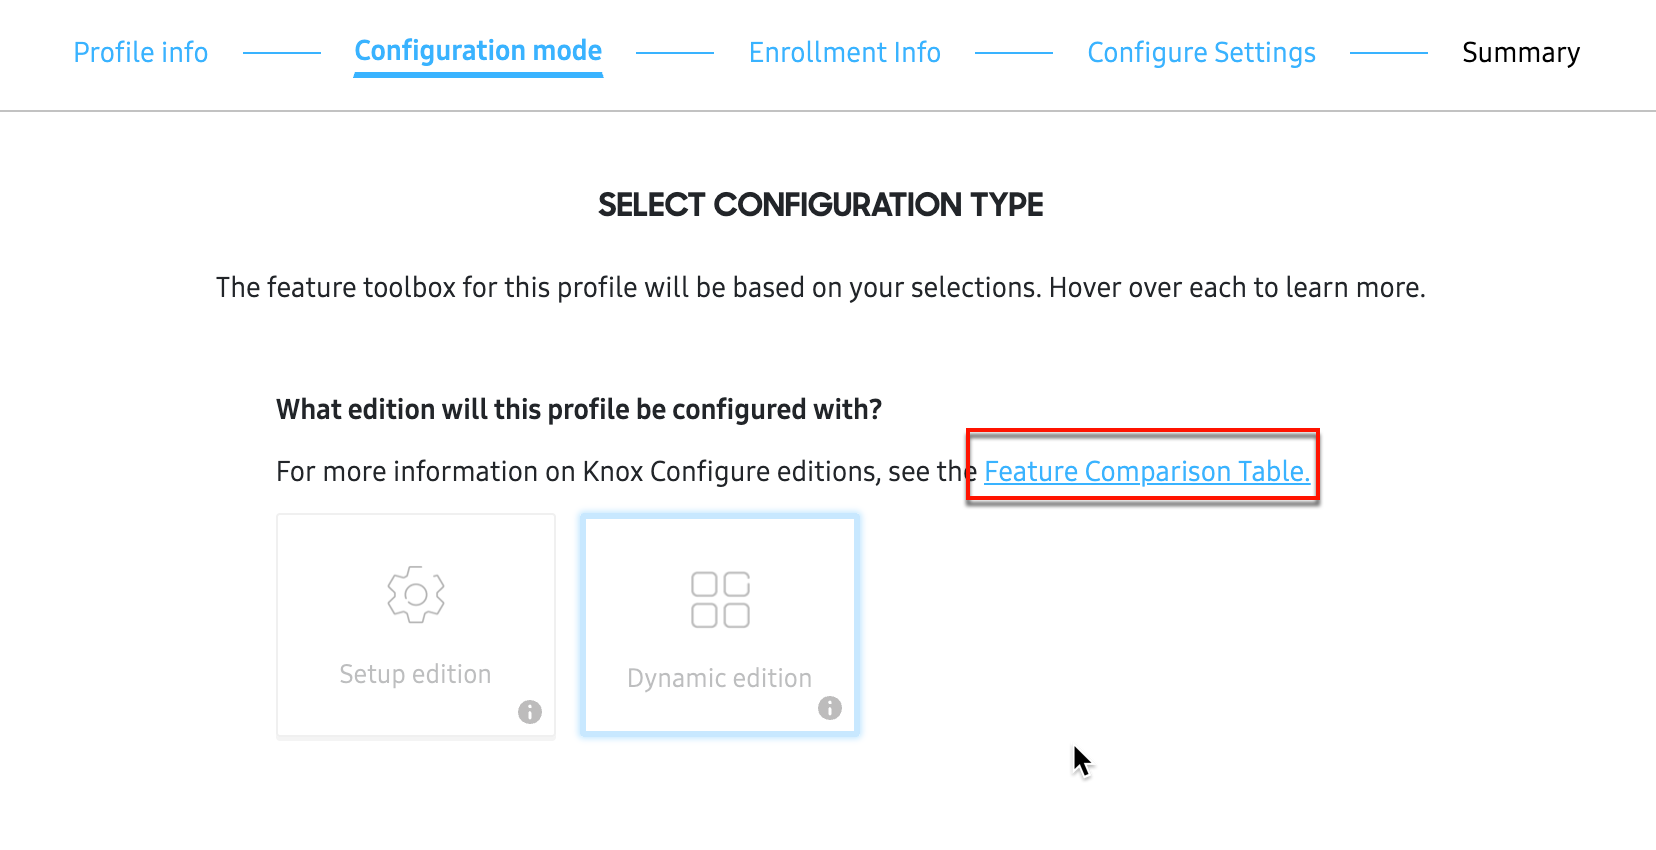 Profile info
Configuration mode
Enrollment Info
Configure Settings
Summary
SELECT CONFIGURATION TYPE
The feature toolbox for this profile will be based on your selections. Hover over each to learn more.
What edition will this profile be configured with?
For more information on Knox Configure editions, see the Feature Comparison Table.
Setup edition
Dynamic edition